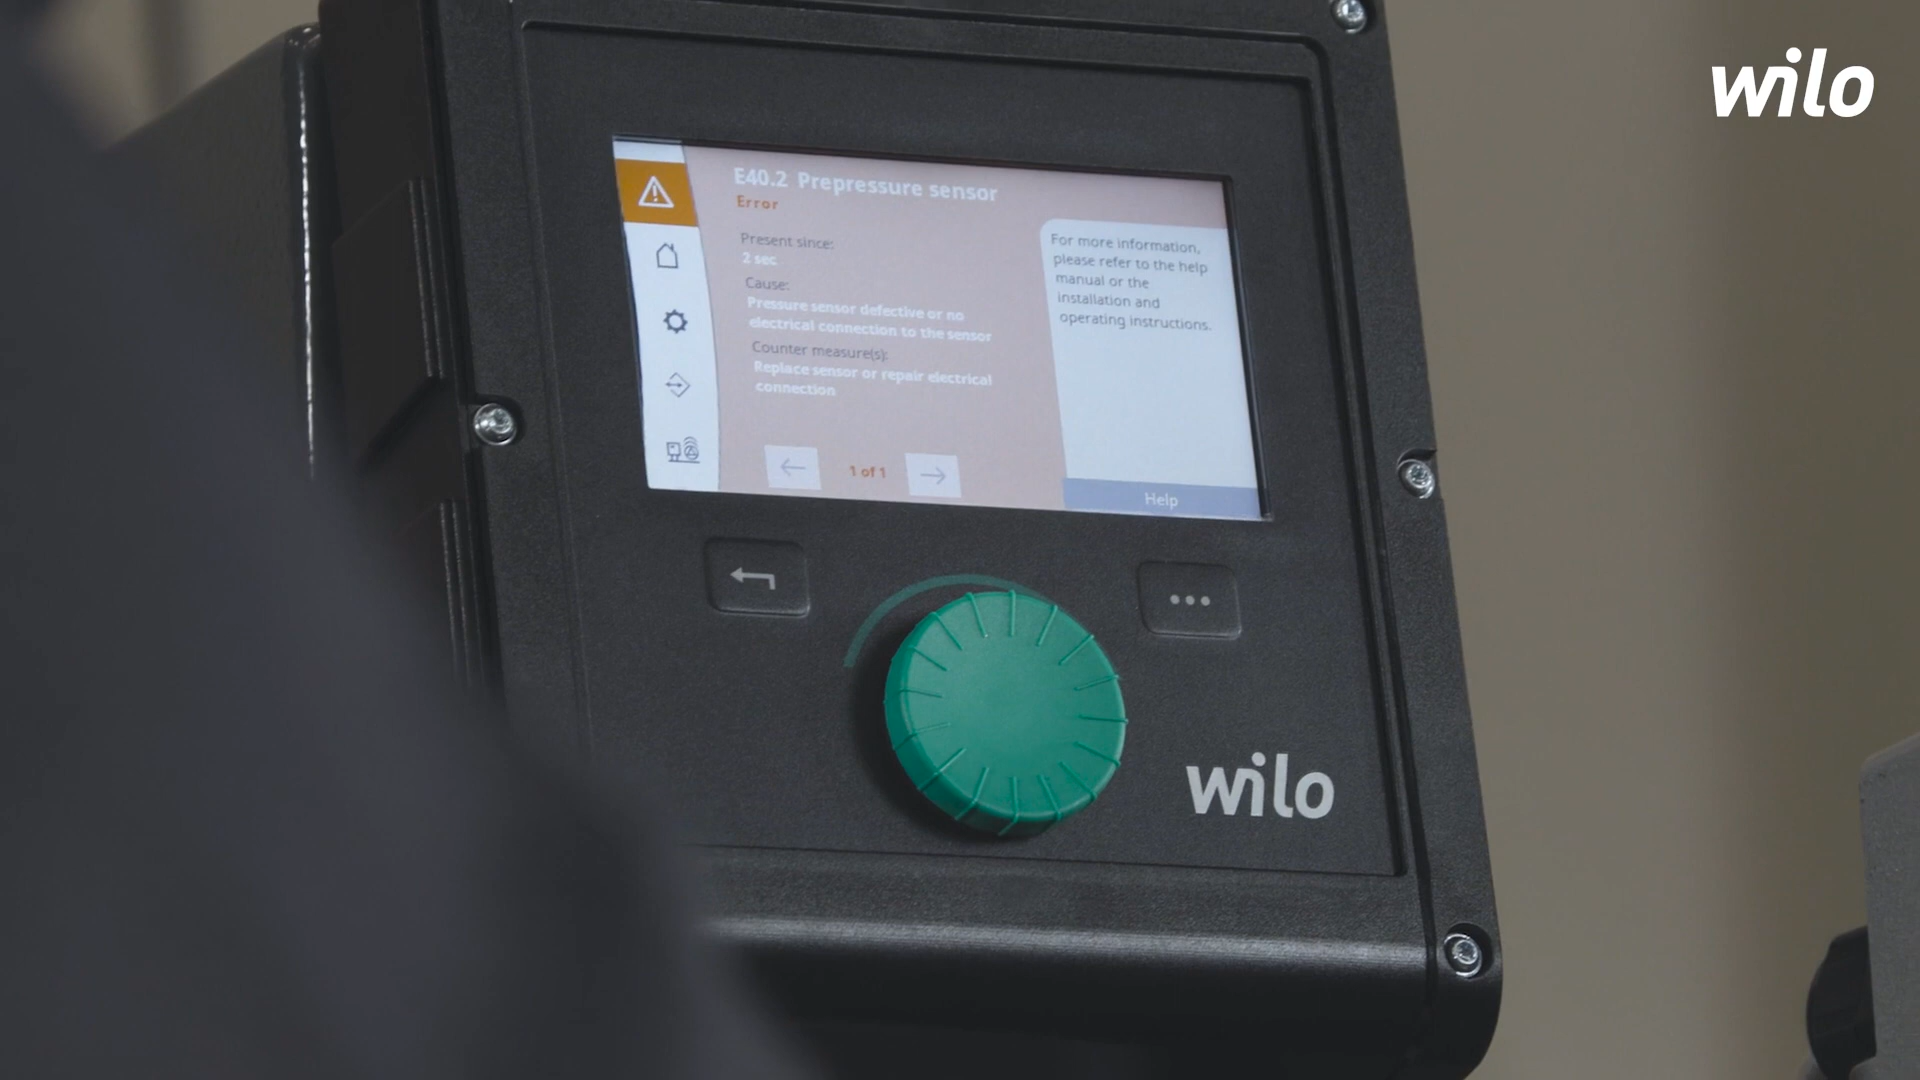 wilo
E40.2 Prepressure sensor
Error
Present since:
2 sec
Cause:
Pressure sensor defective or no
electrical connection to the sensor
Counter measure(s):
Replace sensor or repair electrical
connection
1 of 1
For more information,
please refer to the help
manual or the
installation and
operating instructions.
Help
wilo